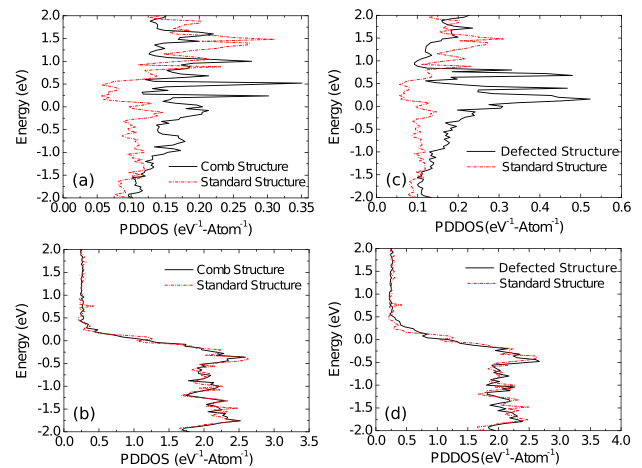 2.0
1.5
1.0
0.5
0.0
-0.5
-1.0
-1.5
-2.0
Energy (eV)
(a)
Comb Structure
Standard Structure
0.00 0.05 0.10 0.15 0.20 0.25 0.30 0.35
PDDOS (eV⁻¹-Atom⁻¹)
2.0
1.5
1.0
0.5
0.0
-0.5
-1.0
-1.5
-2.0
Energy (eV)
(c)
Defected Structure
Standard Structure
0.0 0.1 0.2 0.3 0.4 0.5 0.6
PDDOS(eV⁻¹-Atom⁻¹)
2.0
1.5
1.0
0.5
0.0
-0.5
-1.0
-1.5
-2.0
Energy (eV)
Comb Structure
Standard Structure
(b)
0.0 0.5 1.0 1.5 2.0 2.5 3.0 3.5
PDDOS (eV⁻¹-Atom⁻¹)
2.0
1.5
1.0
0.5
0.0
-0.5
-1.0
-1.5
-2.0
Energy (eV)
Defected Structure
Standard Structure
(d)
0.0 0.5 1.0 1.5 2.0 2.5 3.0 3.5 4.0
PDDOS(eV⁻¹-Atom⁻¹)